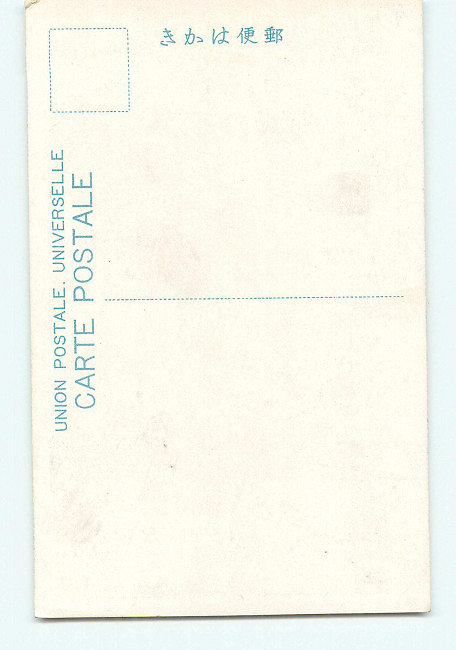 郵便はかき
UNION POSTALE. UNIVERSELLE
CARTE POSTALE